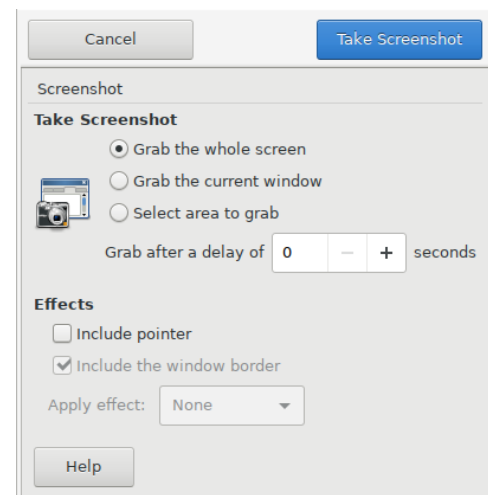 Cancel Take Screenshot
Screenshot
Take Screenshot
Grab the whole screen
Grab the current window
Select area to grab
Grab after a delay of 0 − + seconds
Effects
Include pointer
Include the window border
Apply effect: None
Help